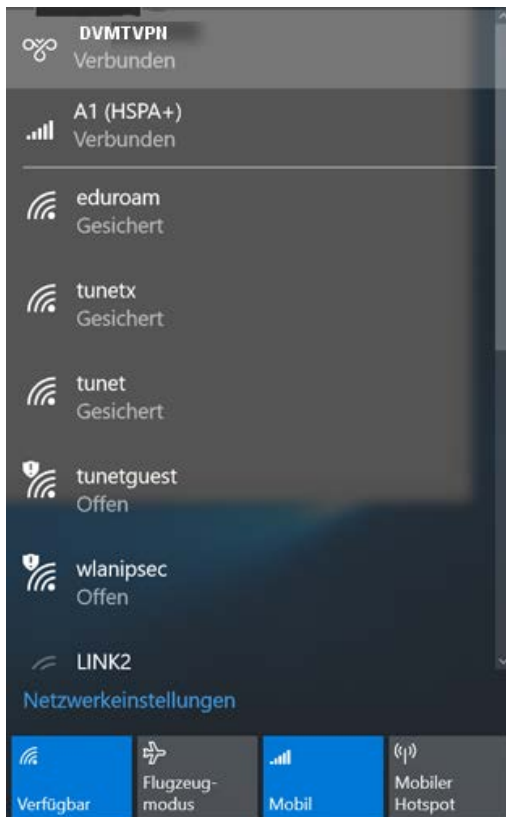 DVMTVPN
Verbunden
A1 (HSPA+)
Verbunden
eduroam
Gesichert
tunetx
Gesichert
tunet
Gesichert
tunetguest
Offen
wlanipsec
Offen
LINK2
Netzwerkeinstellungen
Verfügbar
Flugzeug-
modus
Mobil
Mobiler
Hotspot